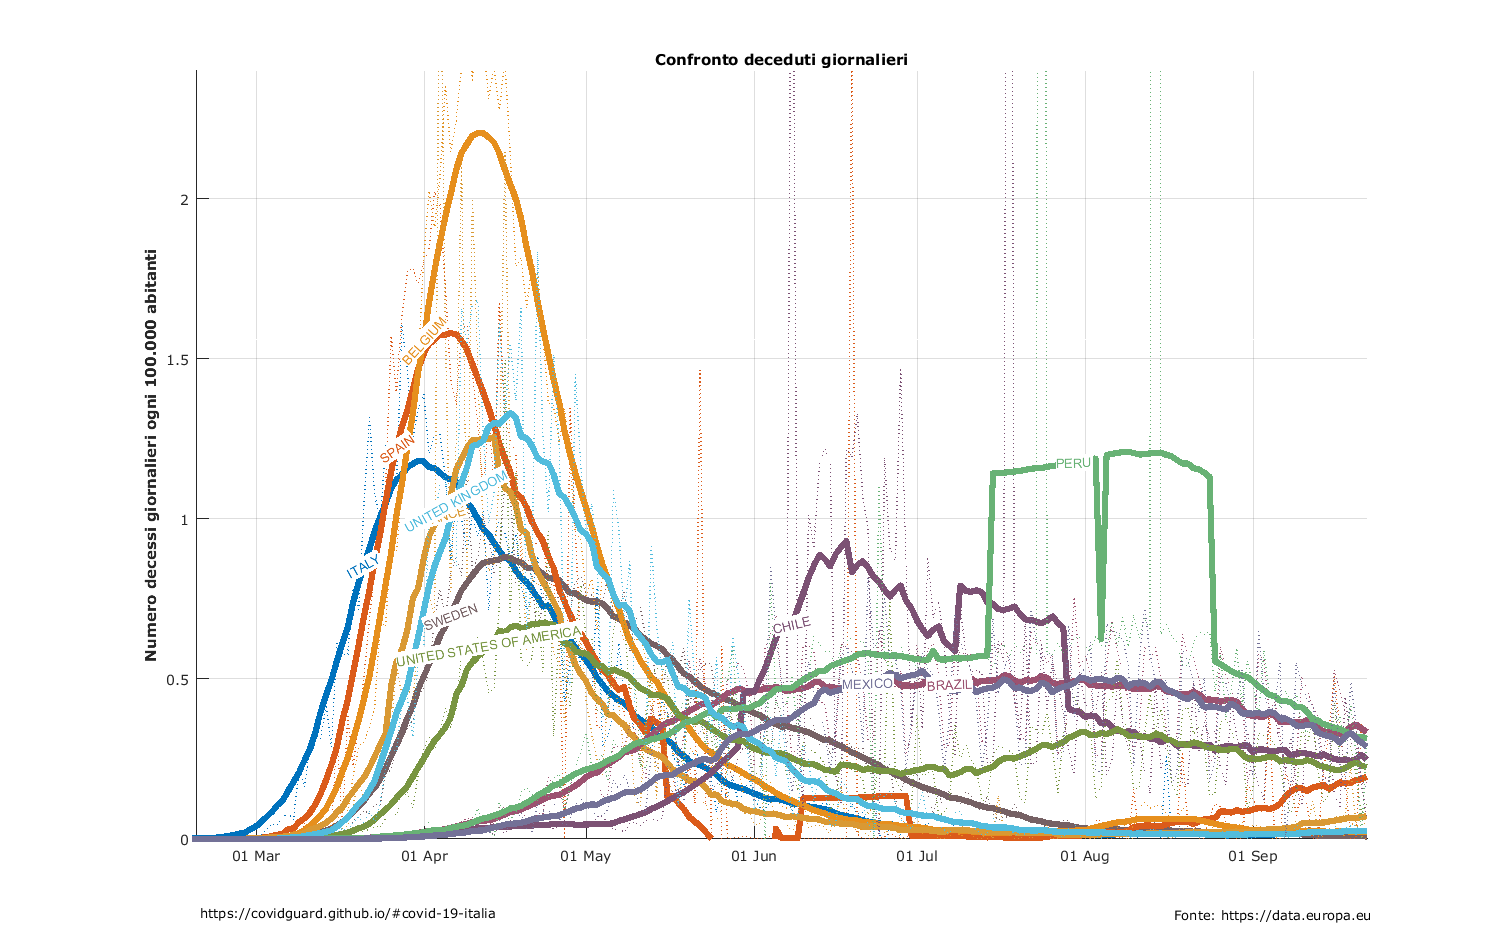 Confronto deceduti giornalieri
Numero decessi giornalieri ogni 100.000 abitanti
2
1.5
1
0.5
0
BELGIUM
SPAIN
ITALY
UNITED KINGDOM
SWEDEN
UNITED STATES OF AMERICA
CHILE
PERU
MEXICO
BRAZIL
01 Mar
01 Apr
01 May
01 Jun
01 Jul
01 Aug
01 Sep
https://covidguard.github.io/#covid-19-italia
Fonte: https://data.europa.eu